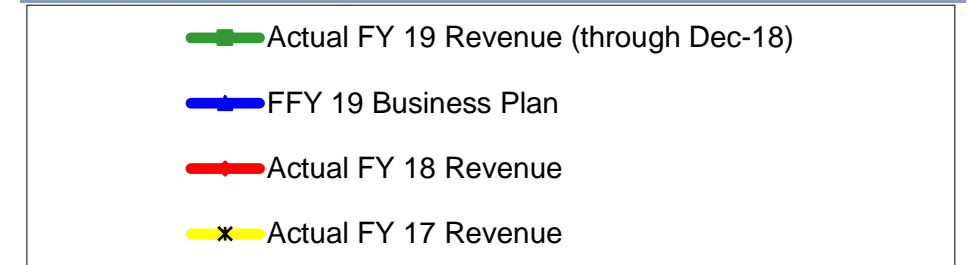 Actual FY 19 Revenue (through Dec-18)
FFY 19 Business Plan
Actual FY 18 Revenue
Actual FY 17 Revenue